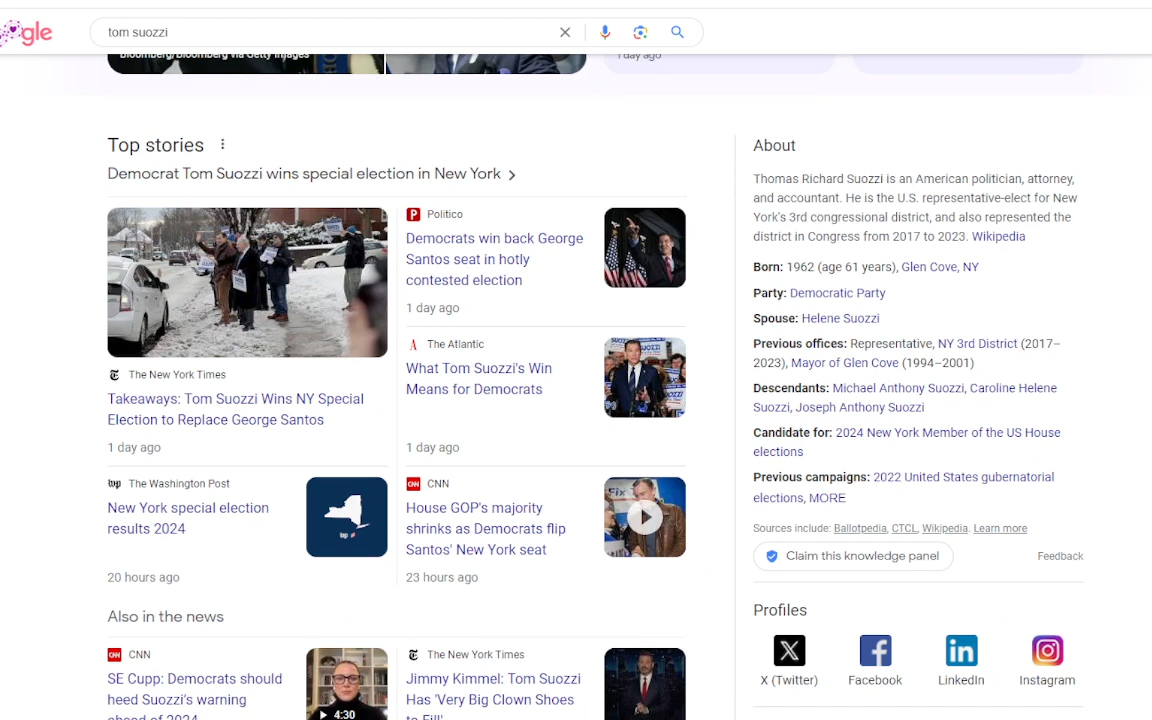 gle
tom suozzi
Bloomberg/Bloomberg via Getty Images
1 day ago
Top stories
Democrat Tom Suozzi wins special election in New York
The New York Times
Takeaways: Tom Suozzi Wins NY Special
Election to Replace George Santos
1 day ago
Politico
Democrats win back George
Santos seat in hotly
contested election
1 day ago
The Atlantic
What Tom Suozzi's Win
Means for Democrats
1 day ago
wp The Washington Post
New York special election
results 2024
20 hours ago
CNN CNN
House GOP's majority
shrinks as Democrats flip
Santos' New York seat
23 hours ago
Also in the news
CNN CNN
SE Cupp: Democrats should
heed Suozzi's warning
ahead of 2024
4:30
The New York Times
Jimmy Kimmel: Tom Suozzi
Has 'Very Big Clown Shoes
to Fill'
About
Thomas Richard Suozzi is an American politician, attorney,
and accountant. He is the U.S. representative-elect for New
York's 3rd congressional district, and also represented the
district in Congress from 2017 to 2023. Wikipedia
Born: 1962 (age 61 years), Glen Cove, NY
Party: Democratic Party
Spouse: Helene Suozzi
Previous offices: Representative, NY 3rd District (2017–
2023), Mayor of Glen Cove (1994–2001)
Descendants: Michael Anthony Suozzi, Caroline Helene
Suozzi, Joseph Anthony Suozzi
Candidate for: 2024 New York Member of the US House
elections
Previous campaigns: 2022 United States gubernatorial
elections, MORE
Sources include: Ballotpedia, CTCL, Wikipedia. Learn more
Claim this knowledge panel
Feedback
Profiles
X (Twitter)
Facebook
LinkedIn
Instagram